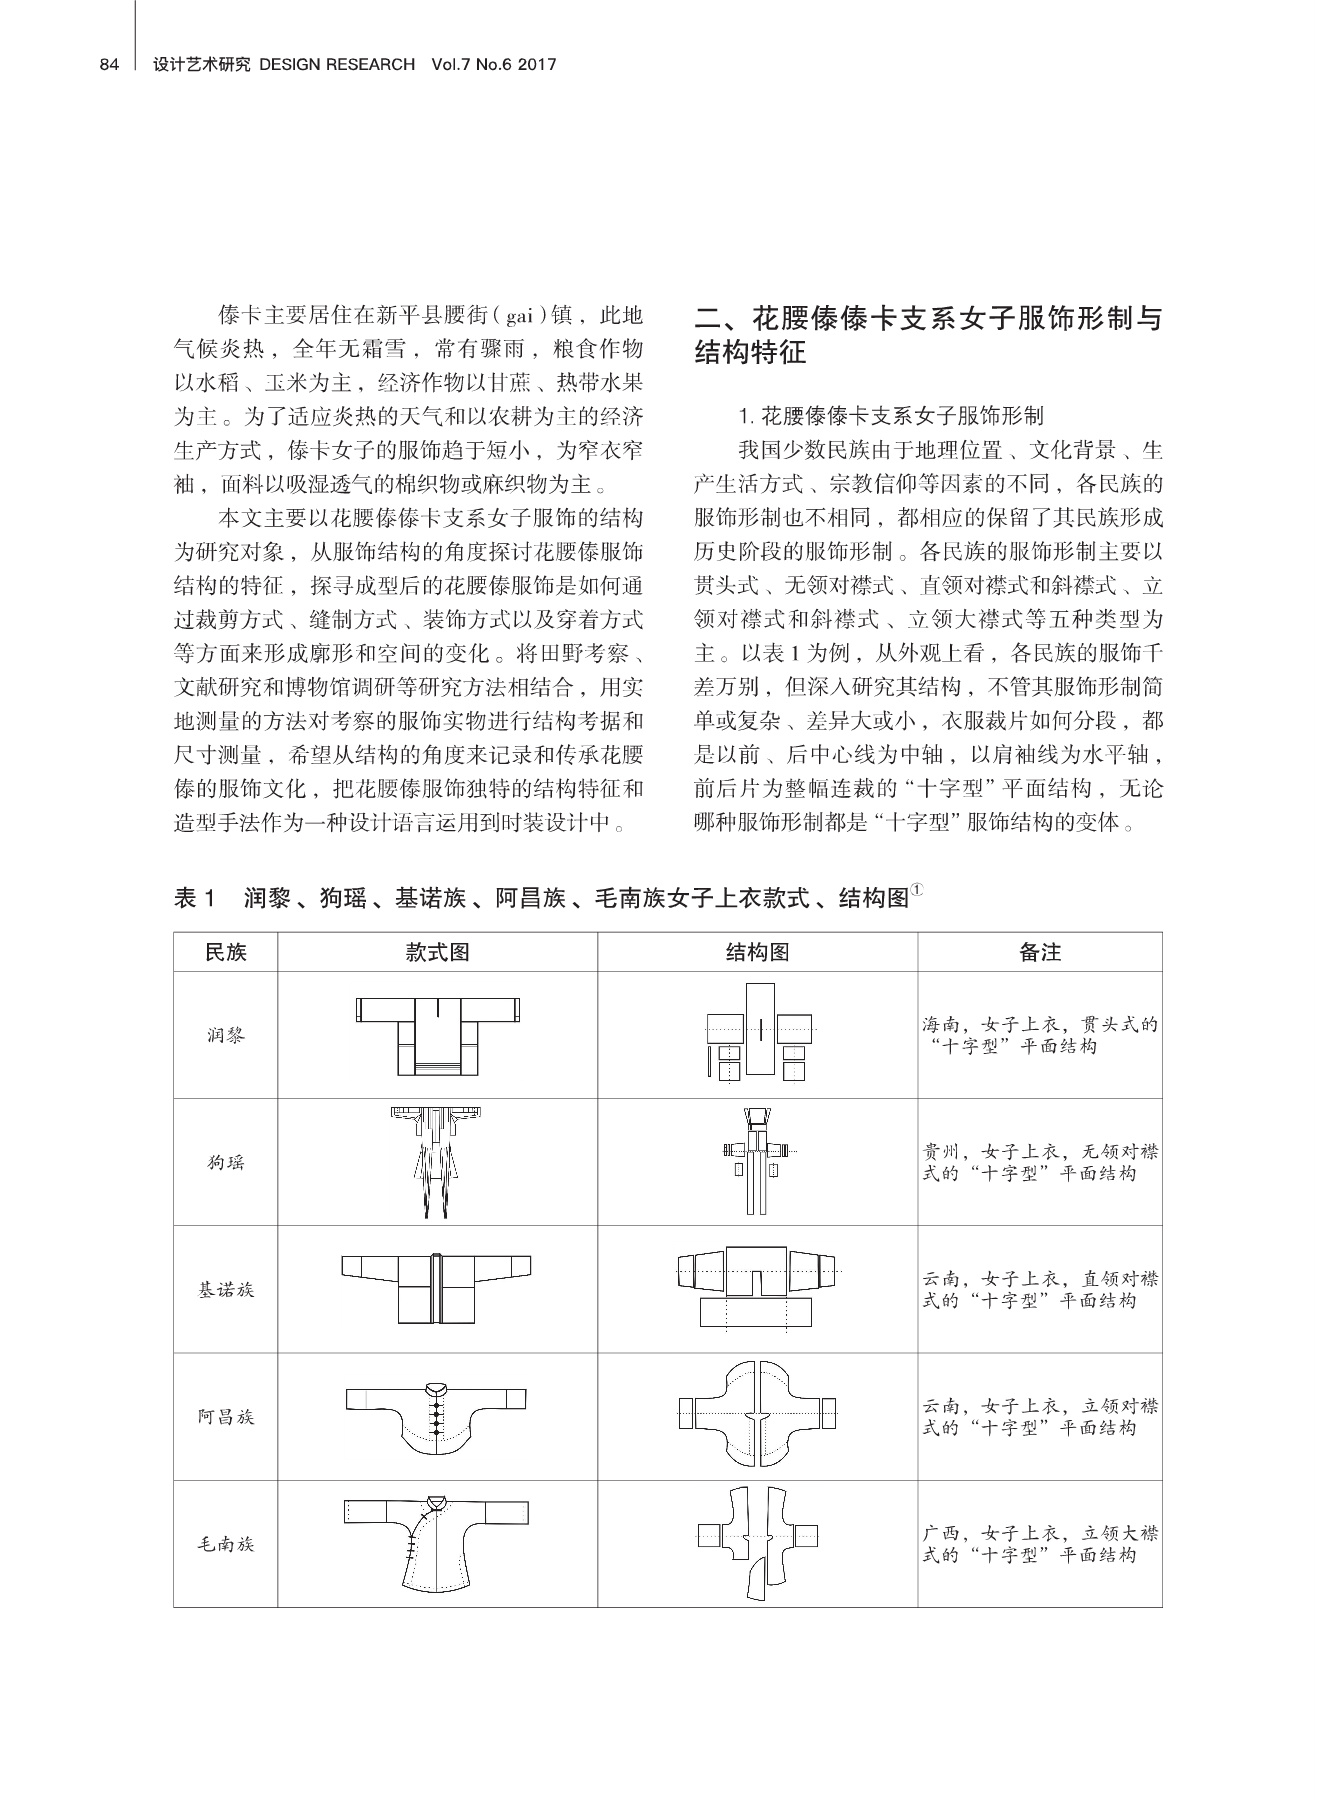 84 设计艺术研究 DESIGN RESEARCH Vol.7 No.6 2017
傣卡主要居住在新平县腰街(gai)镇，此地
气候炎热，全年无霜雪，常有骤雨，粮食作物
以水稻、玉米为主，经济作物以甘蔗、热带水果
为主。为了适应炎热的天气和以农耕为主的经济
生产方式，傣卡女子的服饰趋于短小，为窄衣窄
袖，面料以吸湿透气的棉织物或麻织物为主。
本文主要以花腰傣傣卡支系女子服饰的结构
为研究对象，从服饰结构的角度探讨花腰傣服饰
结构的特征，探寻成型后的花腰傣服饰是如何通
过裁剪方式、缝制方式、装饰方式以及穿着方式
等方面来形成廓形和空间的变化。将田野考察、
文献研究和博物馆调研等研究方法相结合，用实
地测量的方法对考察的服饰实物进行结构考据和
尺寸测量，希望从结构的角度来记录和传承花腰
傣的服饰文化，把花腰傣服饰独特的结构特征和
造型手法作为一种设计语言运用到时装设计中。
二、花腰傣傣卡支系女子服饰形制与
结构特征
1. 花腰傣傣卡支系女子服饰形制
我国少数民族由于地理位置、文化背景、生
产生活方式、宗教信仰等因素的不同，各民族的
服饰形制也不相同，都相应的保留了其民族形成
历史阶段的服饰形制。各民族的服饰形制主要以
贯头式、无领对襟式、直领对襟式和斜襟式、立
领对襟式和斜襟式、立领大襟式等五种类型为
主。以表1为例，从外观上看，各民族的服饰千
差万别，但深入研究其结构，不管其服饰形制简
单或复杂、差异大或小，衣服裁片如何分段，都
是以前、后中心线为中轴，以肩袖线为水平轴，
前后片为整幅连裁的“十字型”平面结构，无论
哪种服饰形制都是“十字型”服饰结构的变体。
表1 润黎、狗瑶、基诺族、阿昌族、毛南族女子上衣款式、结构图①
民族 款式图 结构图 备注
润黎 海南，女子上衣，贯头式的
“十字型”平面结构
狗瑶 贵州，女子上衣，无领对襟
式的“十字型”平面结构
基诺族 云南，女子上衣，直领对襟
式的“十字型”平面结构
阿昌族 云南，女子上衣，立领对襟
式的“十字型”平面结构
毛南族 广西，女子上衣，立领大襟
式的“十字型”平面结构